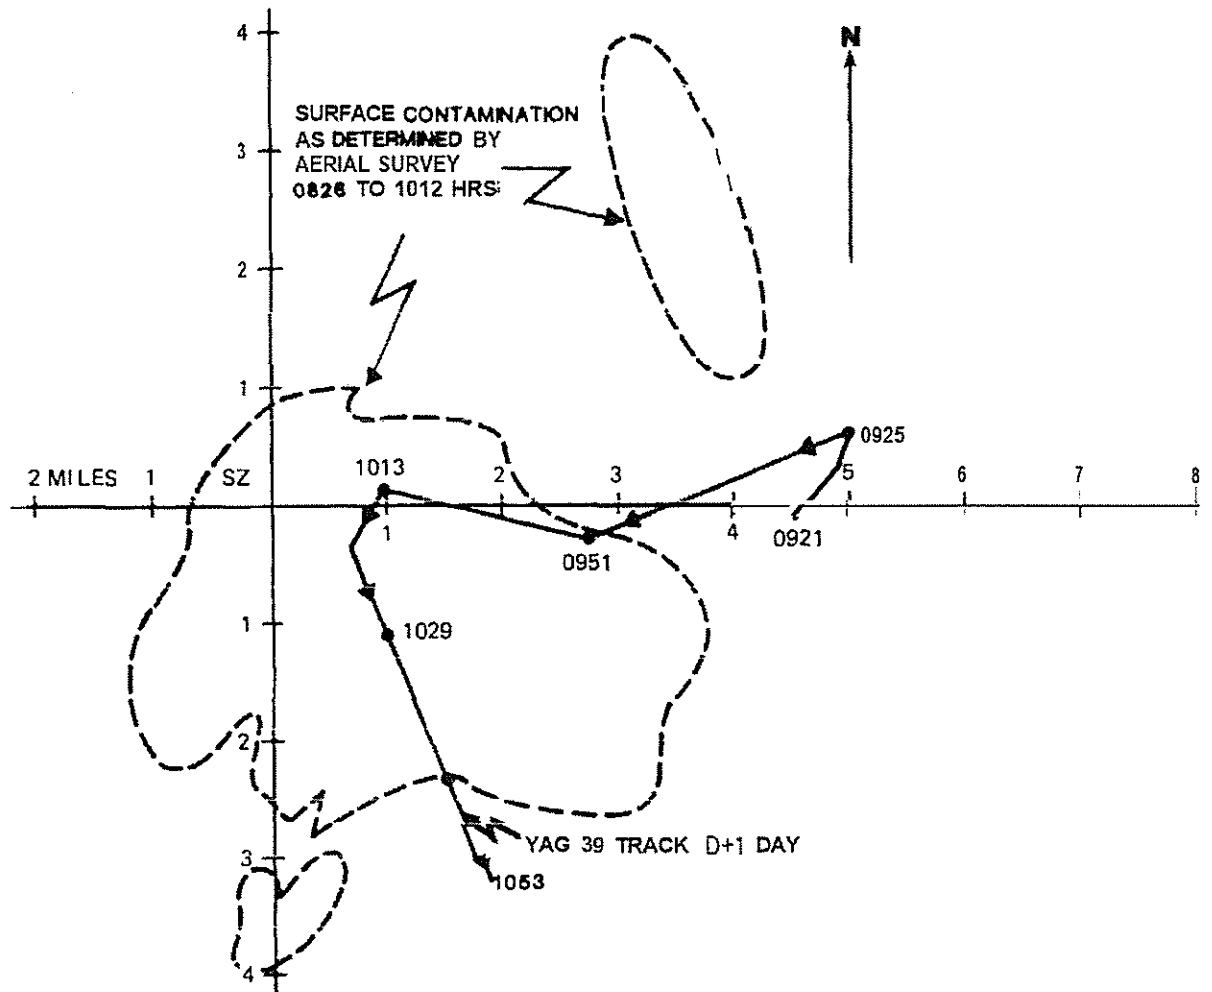 4
N
SURFACE CONTAMINATION
AS DETERMINED BY
3
AERIAL SURVEY
0826 TO 1012 HRS
2
1
0925
1013
2 MILES 1 SZ 2 3 5 6 7 8
1 4
0951
0921
1
1029
2
YAG 39 TRACK D+1 DAY
3
1053
4